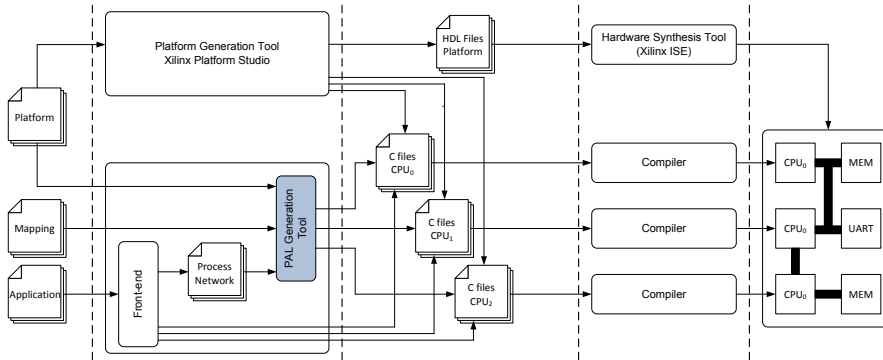 Platform Generation Tool
Xilinx Platform Studio
HDL Files
Platform
Hardware Synthesis Tool
(Xilinx ISE)
Platform
C files
CPU₀
Compiler
CPU₀
MEM
PAL Generation
Tool
Mapping
C files
CPU₁
Compiler
CPU₀
UART
Application
Front-end
Process
Network
C files
CPU₂
Compiler
CPU₀
MEM